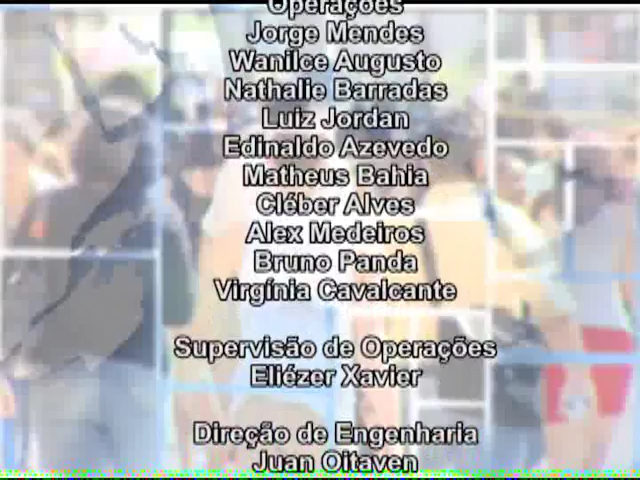 Operações
Jorge Mendes
Wanilce Augusto
Nathalie Barradas
Luiz Jordan
Edinaldo Azevedo
Matheus Bahia
Cléber Alves
Alex Medeiros
Bruno Panda
Virgínia Cavalcante
Supervisão de Operações
Eliézer Xavier
Direção de Engenharia
Juan Oitaven